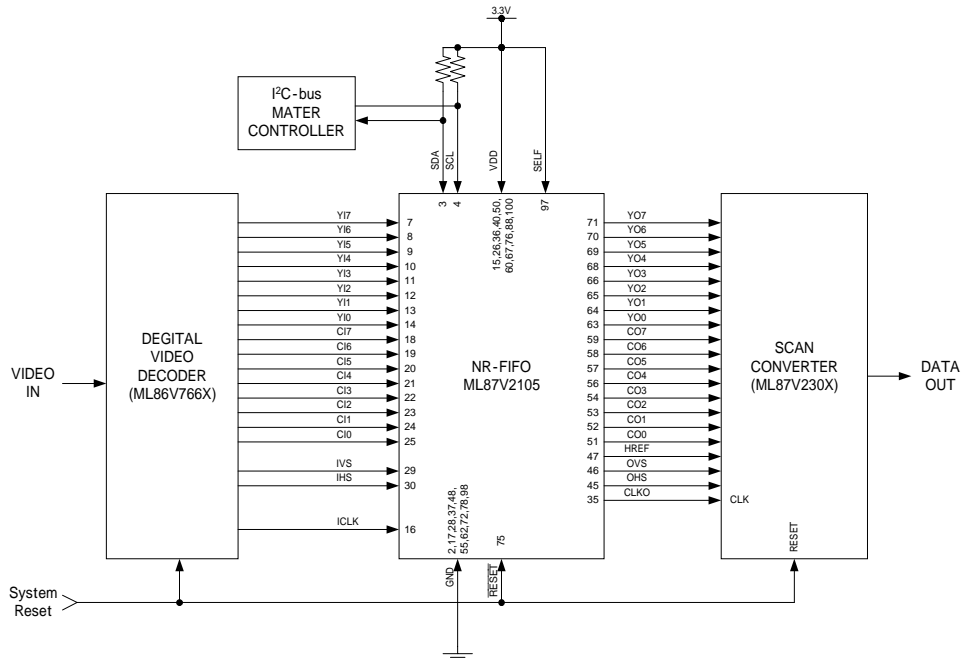 3.3V
I²C-bus
MATER
CONTROLLER
SDA
SCL
VDD
SELF
3
4
15,26,36,40,50,
60,67,76,88,100
97
YI7
YI6
YI5
YI4
YI3
YI2
YI1
YI0
CI7
CI6
CI5
CI4
CI3
CI2
CI1
CI0
IVS
IHS
ICLK
7
8
9
10
11
12
13
14
18
19
20
21
22
23
24
25
29
30
16
VIDEO
IN
DEGITAL
VIDEO
DECODER
(ML86V766X)
NR-FIFO
ML87V2105
71
70
69
68
66
65
64
63
59
58
57
56
54
53
52
51
47
46
45
35
YO7
YO6
YO5
YO4
YO3
YO2
YO1
YO0
CO7
CO6
CO5
CO4
CO3
CO2
CO1
CO0
HREF
OVS
OHS
CLKO
CLK
SCAN
CONVERTER
(ML87V230X)
DATA
OUT
RESET
2,17,28,37,48,
55,62,72,78,98
75
GND
RESET
System
Reset